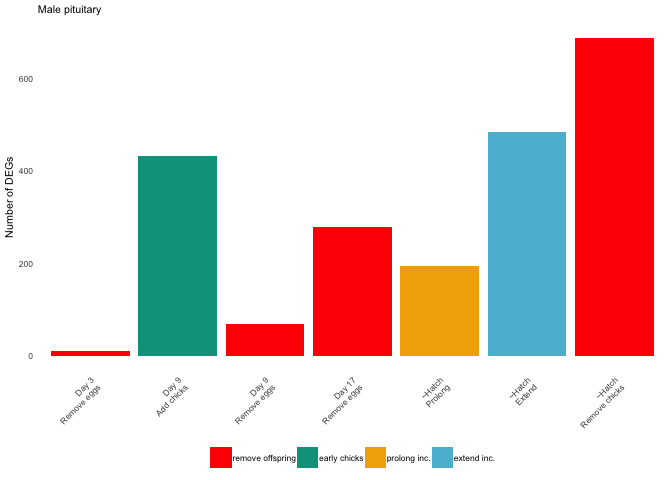 Male pituitary
Number of DEGs
600
400
200
0
Day 3
Remove eggs
Day 9
Add chicks
Day 9
Remove eggs
Day 17
Remove eggs
~Hatch
Prolong
~Hatch
Extend
~Hatch
Remove chicks
remove offspring early chicks prolong inc. extend inc.